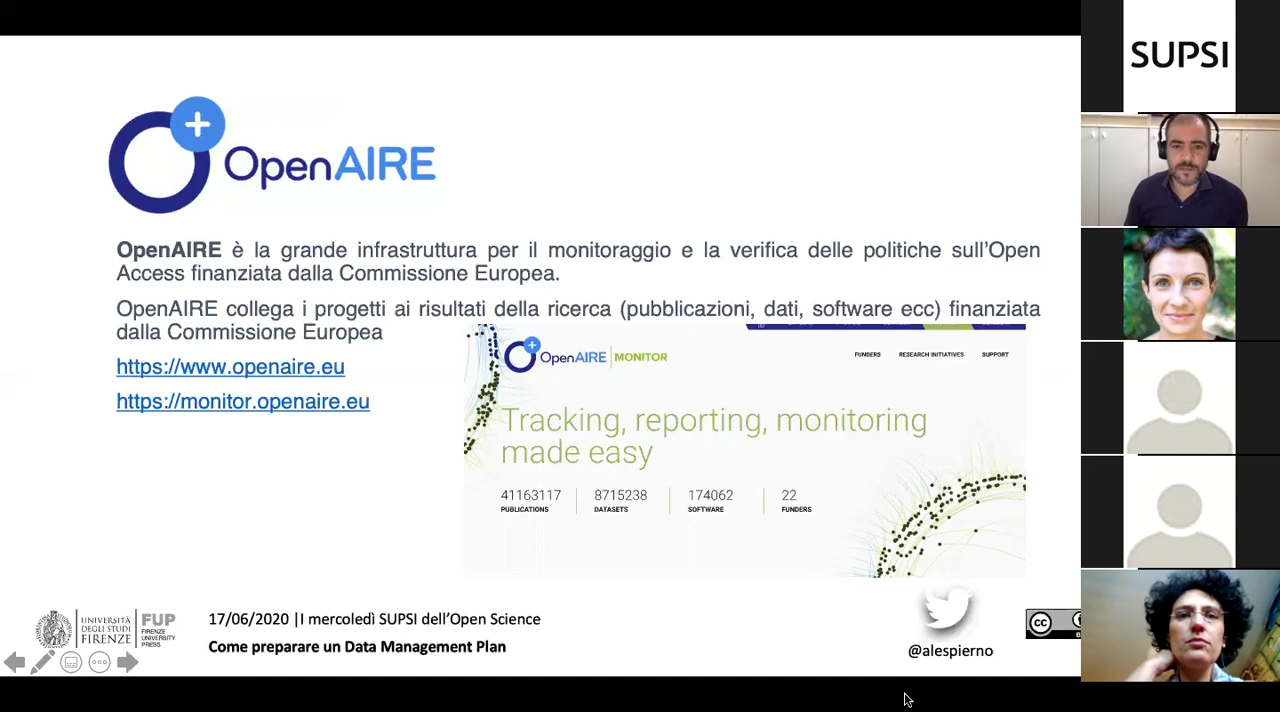 OpenAIRE
OpenAIRE è la grande infrastruttura per il monitoraggio e la verifica delle politiche sull'Open
Access finanziata dalla Commissione Europea.
OpenAIRE collega i progetti ai risultati della ricerca (pubblicazioni, dati, software ecc) finanziata
dalla Commissione Europea
https://www.openaire.eu
https://monitor.openaire.eu
OpenAIRE MONITOR
FUNDERS RESEARCH INITIATIVES SUPPORT
Tracking, reporting, monitoring
made easy
41163117 8715238 174062 22
PUBLICATIONS DATASETS SOFTWARE FUNDERS
UNIVERSITÀ
DEGLI STUDI
FIRENZE
FUP
FIRENZE
UNIVERSITY
PRESS
17/06/2020 |I mercoledì SUPSI dell'Open Science
Come preparare un Data Management Plan
@alespierno
cc
SUPSI